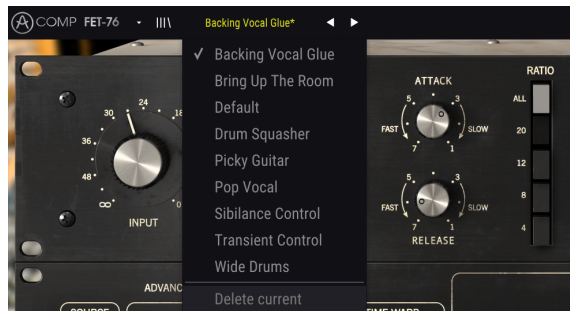 A COMP FET-76
Backing Vocal Glue*
✓ Backing Vocal Glue
Bring Up The Room
Default
Drum Squasher
Picky Guitar
Pop Vocal
Sibilance Control
Transient Control
Wide Drums
Delete current
30 24 18
36
48
∞ 0
INPUT
ATTACK
5 3
FAST SLOW
7 1
5 3
FAST SLOW
7 1
RELEASE
RATIO
ALL
20
12
8
4